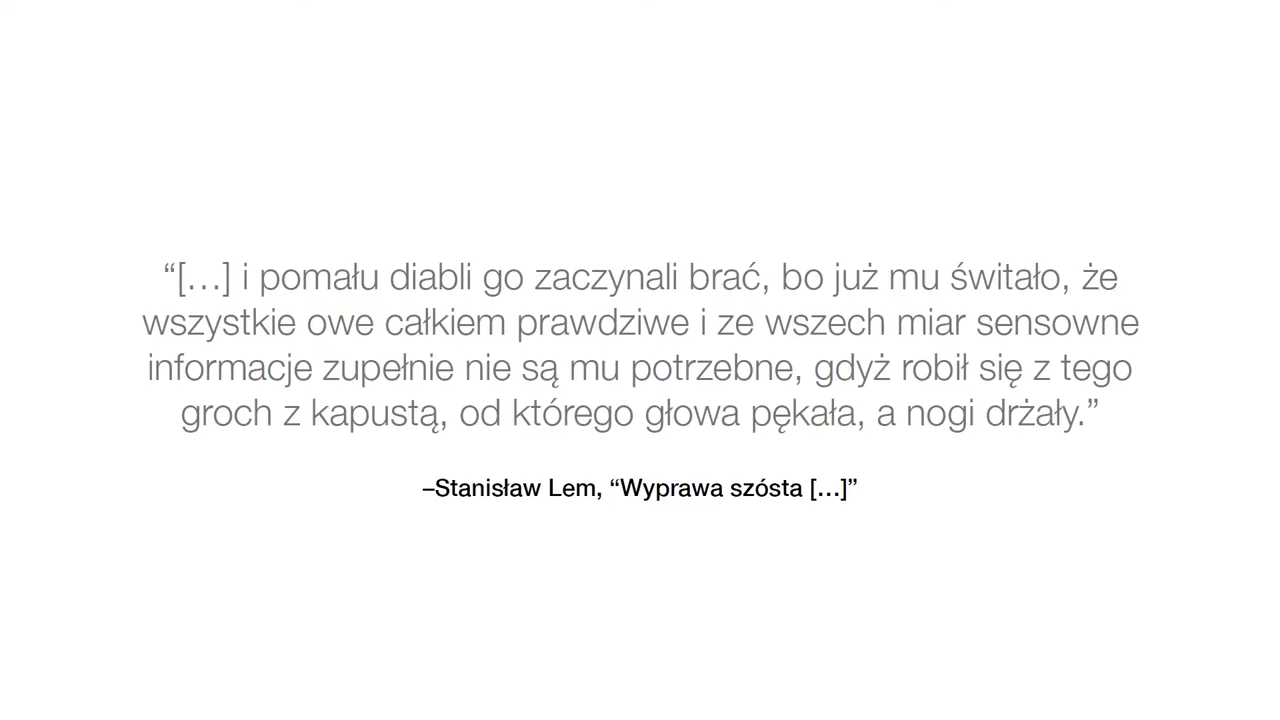 “[…] i pomału diabli go zaczynali brać, bo już mu świtało, że
wszystkie owe całkiem prawdziwe i ze wszech miar sensowne
informacje zupełnie nie są mu potrzebne, gdyż robił się z tego
groch z kapustą, od którego głowa pękała, a nogi drżały.”
–Stanisław Lem, “Wyprawa szósta […]”